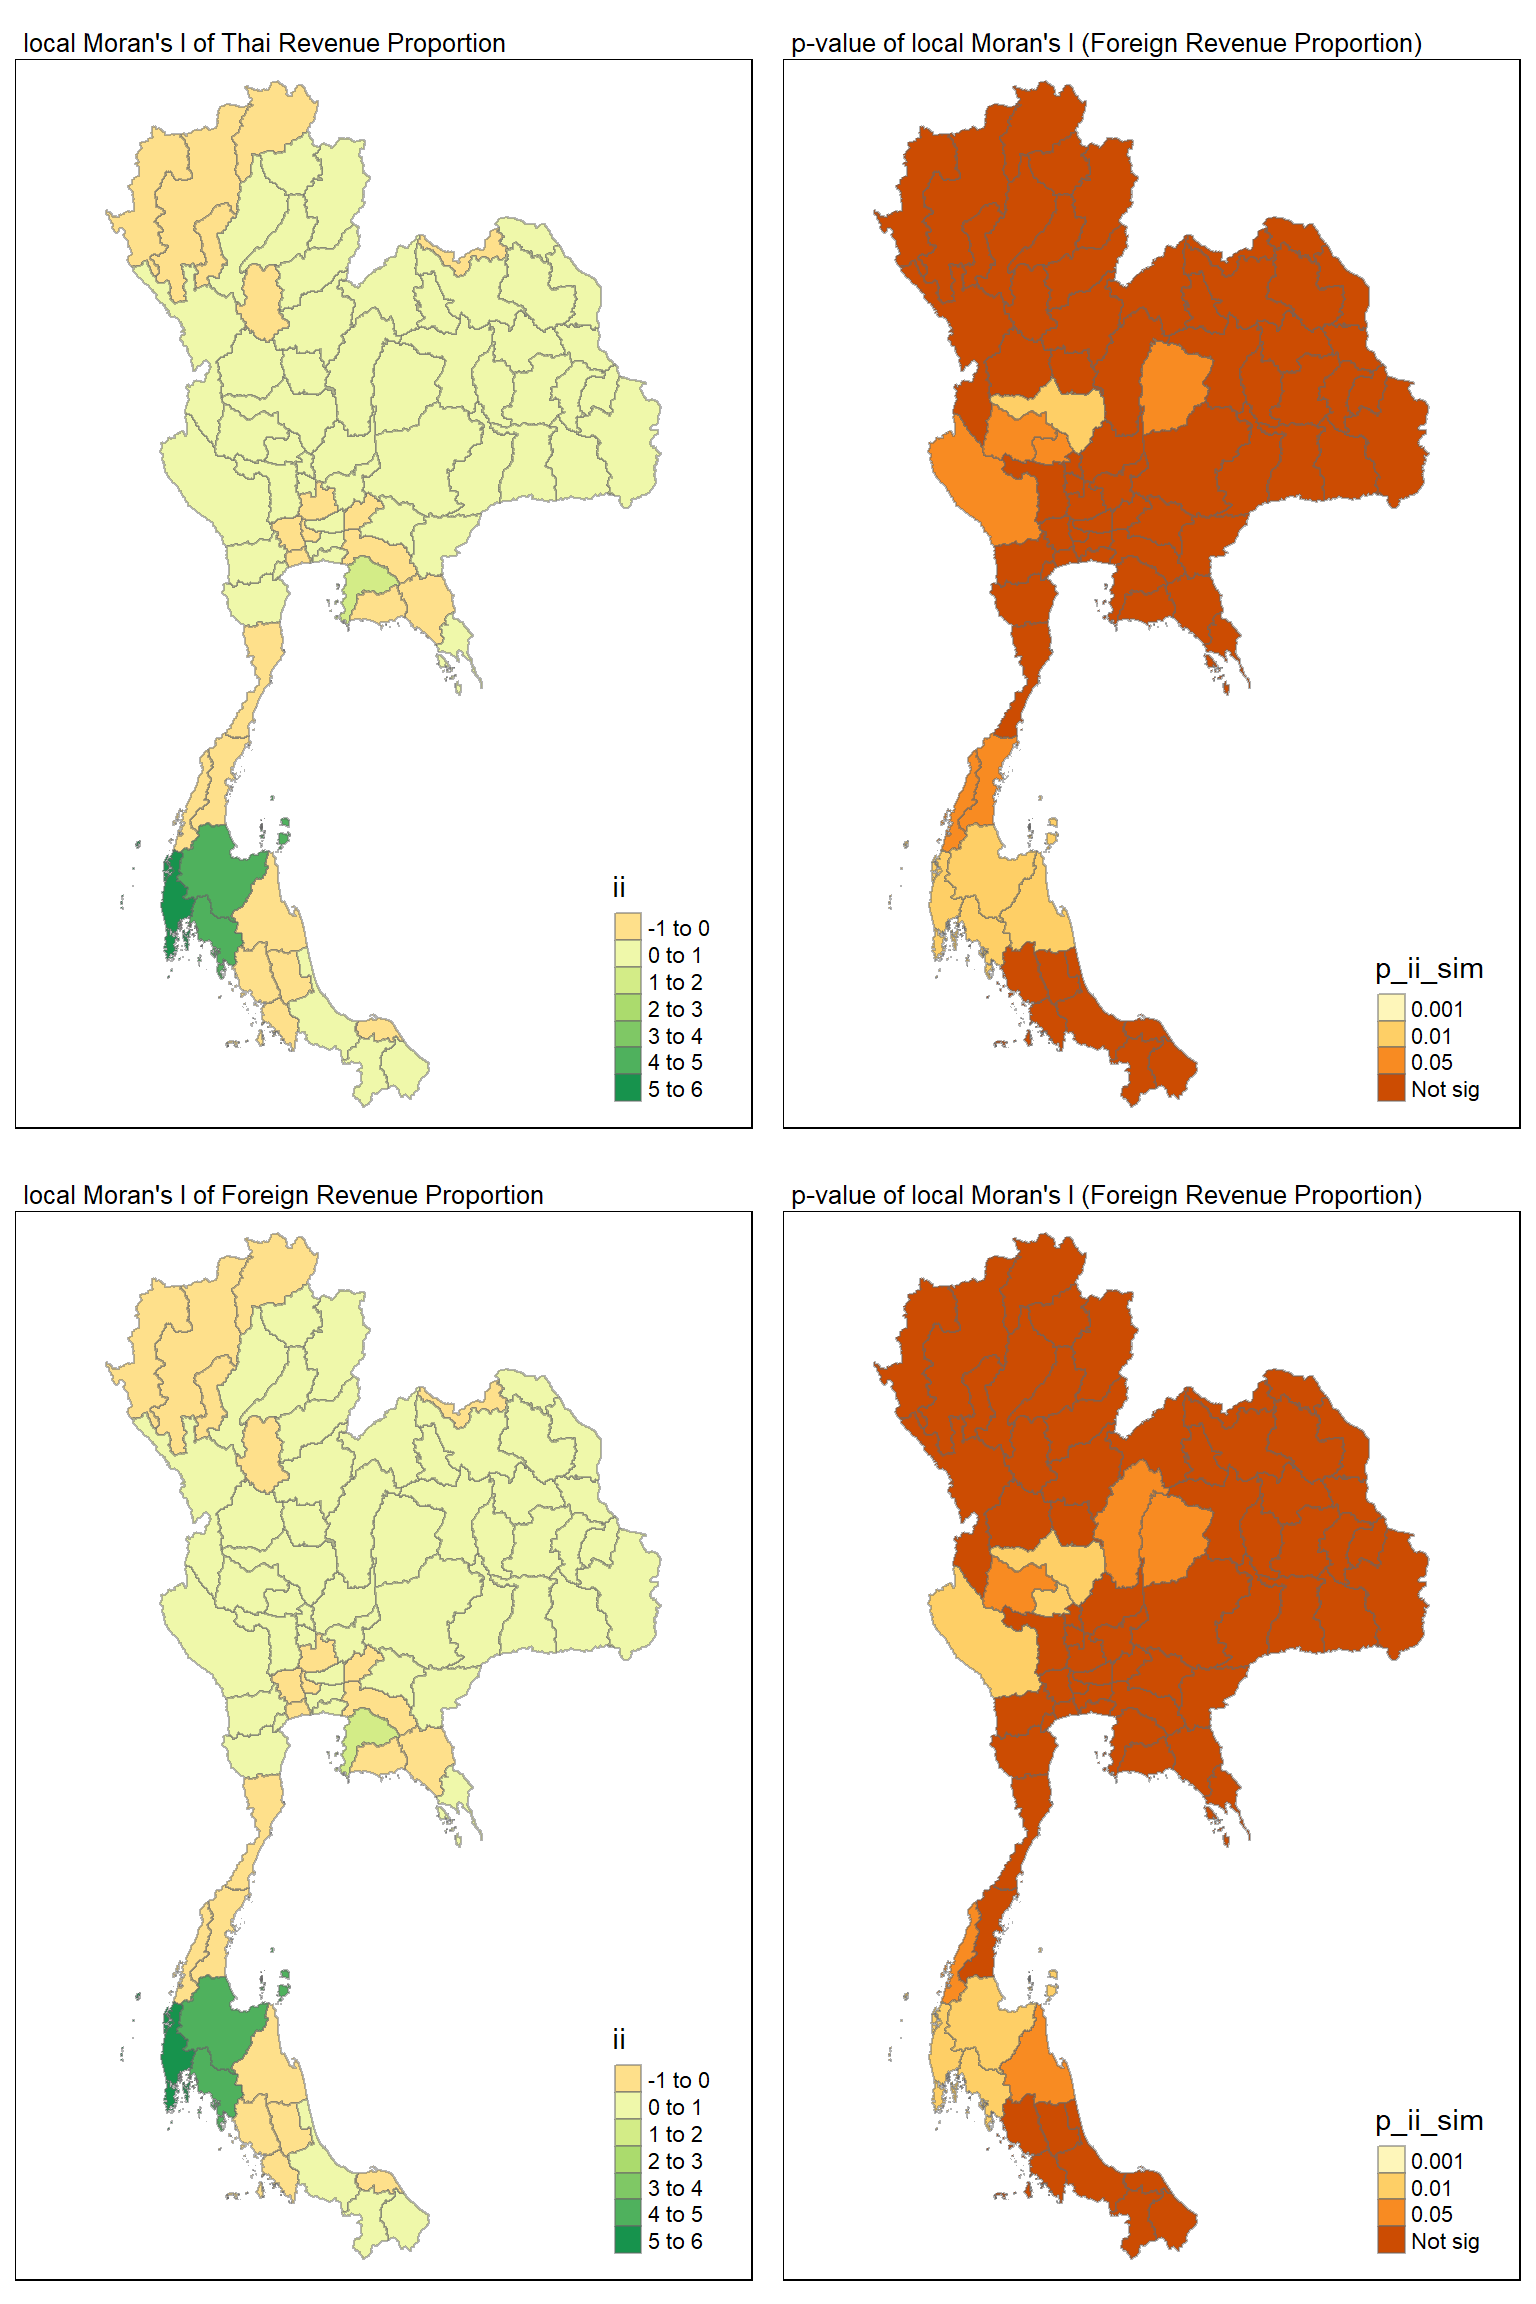 local Moran's I of Thai Revenue Proportion
ii
-1 to 0
0 to 1
1 to 2
2 to 3
3 to 4
4 to 5
5 to 6
p-value of local Moran's I (Foreign Revenue Proportion)
p_ii_sim
0.001
0.01
0.05
Not sig
local Moran's I of Foreign Revenue Proportion
ii
-1 to 0
0 to 1
1 to 2
2 to 3
3 to 4
4 to 5
5 to 6
p-value of local Moran's I (Foreign Revenue Proportion)
p_ii_sim
0.001
0.01
0.05
Not sig